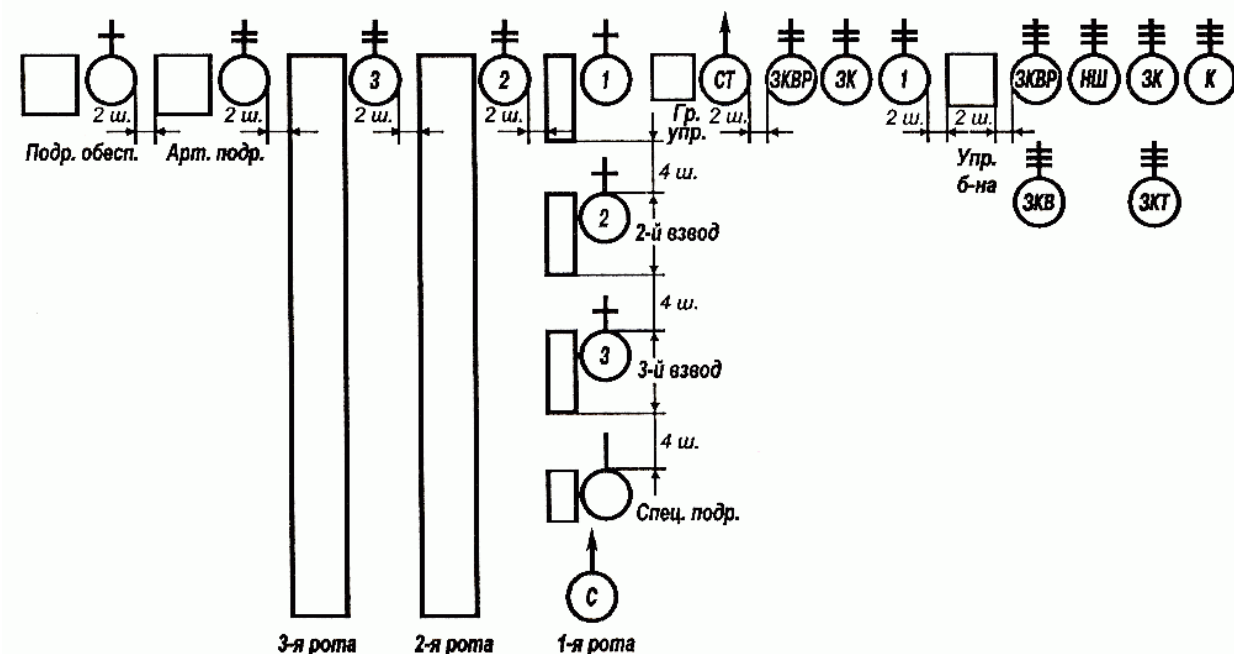 3
2
1
СТ
ЗКВР
ЗК
1
ЗКВР
НШ
ЗК
К
2 ш.
2 ш.
2 ш.
2 ш.
Гр.
упр.
2 ш.
2 ш.
2 ш.
Подр. обесп.
Арт. подр.
4 ш.
Упр.
б-на
ЗКВ
ЗКТ
2
2-й взвод
4 ш.
3
3-й взвод
4 ш.
Спец. подр.
С
3-я рота
2-я рота
1-я рота